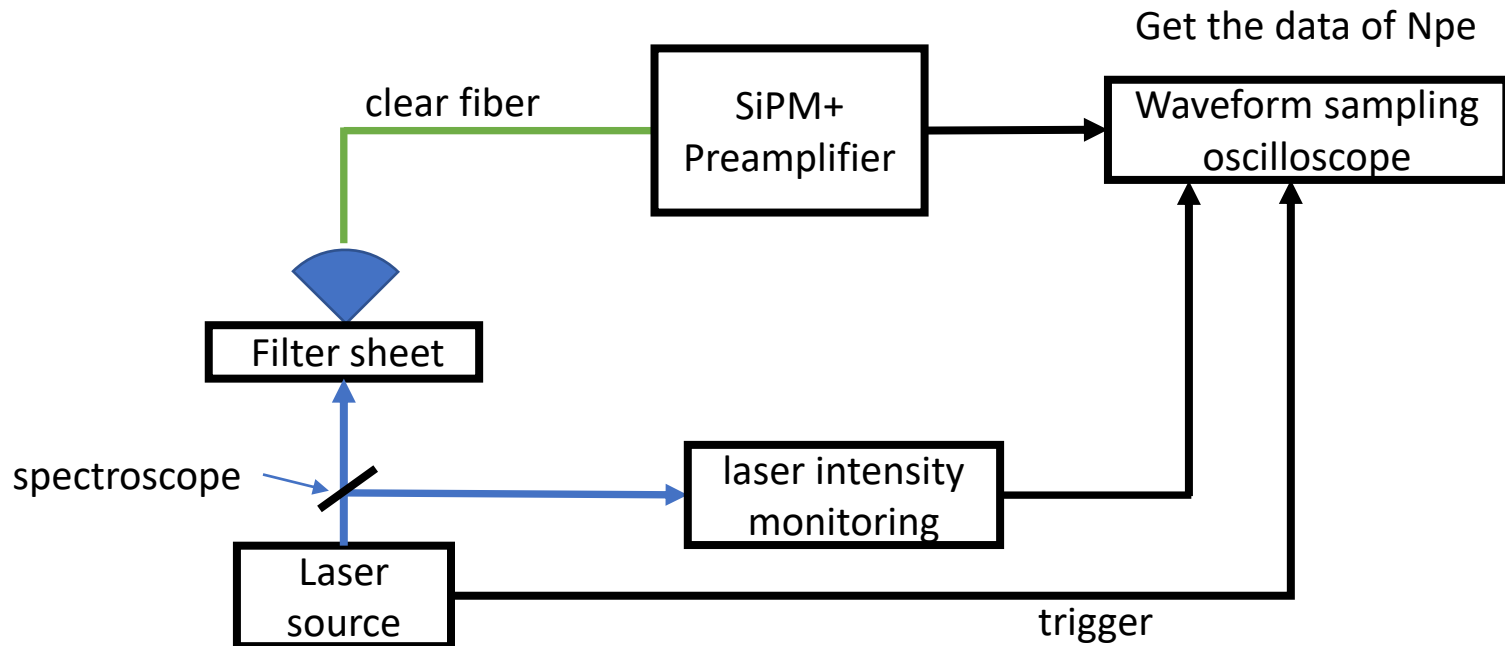 Get the data of Npe
clear fiber
SiPM+
Preamplifier
Waveform sampling
oscilloscope
Filter sheet
spectroscope
laser intensity
monitoring
Laser
source
trigger